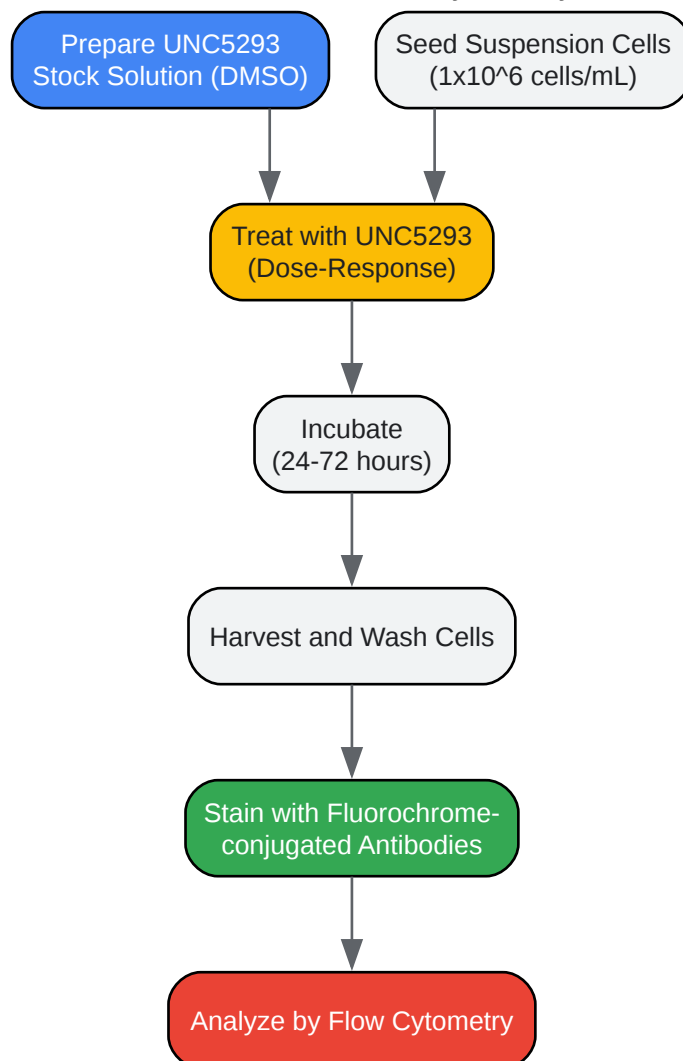 Prepare UNC5293
Stock Solution (DMSO)
Seed Suspension Cells
(1x10^6 cells/mL)
Treat with UNC5293
(Dose-Response)
Incubate
(24-72 hours)
Harvest and Wash Cells
Stain with Fluorochrome-
conjugated Antibodies
Analyze by Flow Cytometry